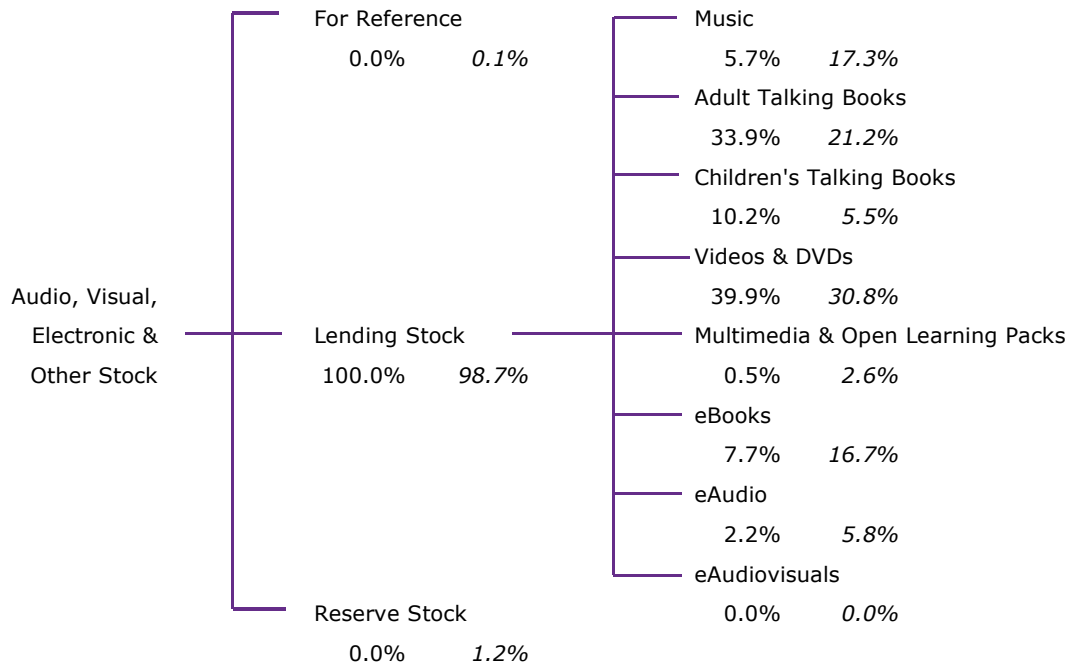 Audio, Visual,
Electronic &
Other Stock
For Reference
0.0% 0.1%
Lending Stock
100.0% 98.7%
Reserve Stock
0.0% 1.2%
Music
5.7% 17.3%
Adult Talking Books
33.9% 21.2%
Children's Talking Books
10.2% 5.5%
Videos & DVDs
39.9% 30.8%
Multimedia & Open Learning Packs
0.5% 2.6%
eBooks
7.7% 16.7%
eAudio
2.2% 5.8%
eAudiovisuals
0.0% 0.0%